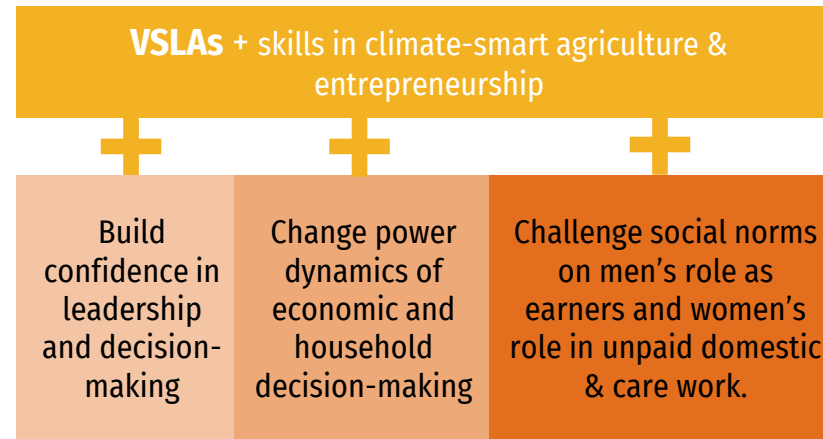 VSLAs + skills in climate-smart agriculture &
entrepreneurship
Build
confidence in
leadership
and decision-
making
Change power
dynamics of
economic and
household
decision-making
Challenge social norms
on men’s role as
earners and women’s
role in unpaid domestic
& care work.